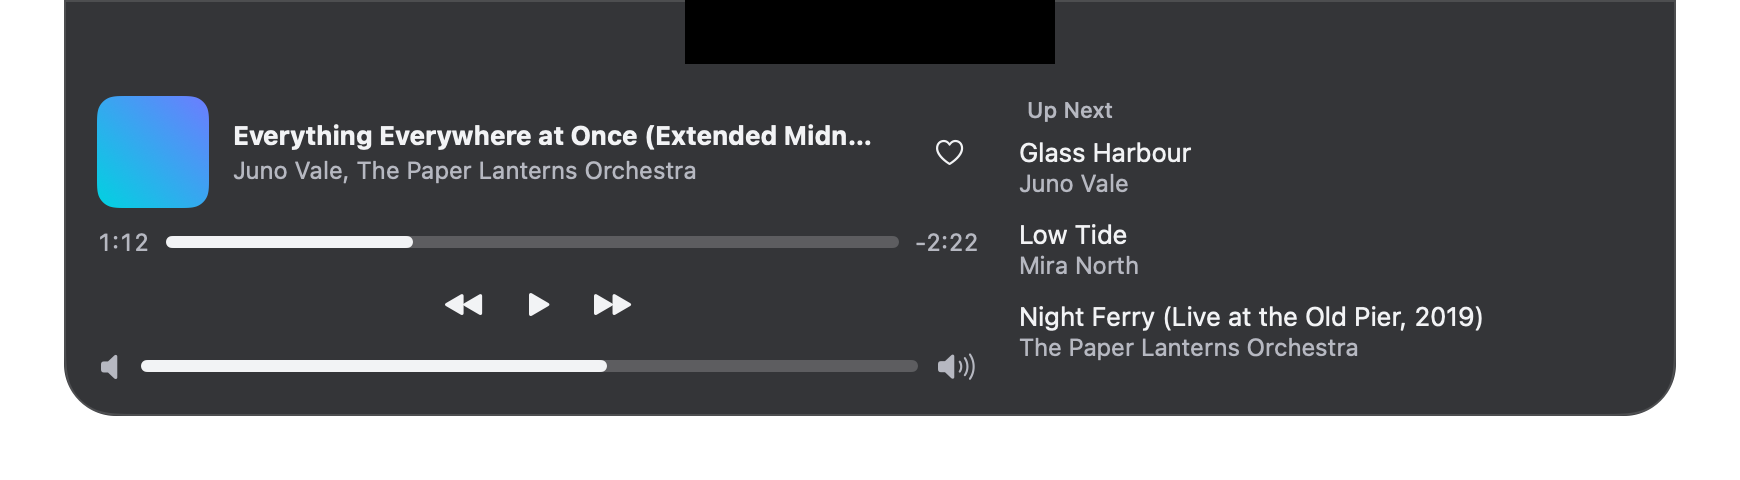 Everything Everywhere at Once (Extended Midn...
Juno Vale, The Paper Lanterns Orchestra
1:12
-2:22
Up Next
Glass Harbour
Juno Vale
Low Tide
Mira North
Night Ferry (Live at the Old Pier, 2019)
The Paper Lanterns Orchestra